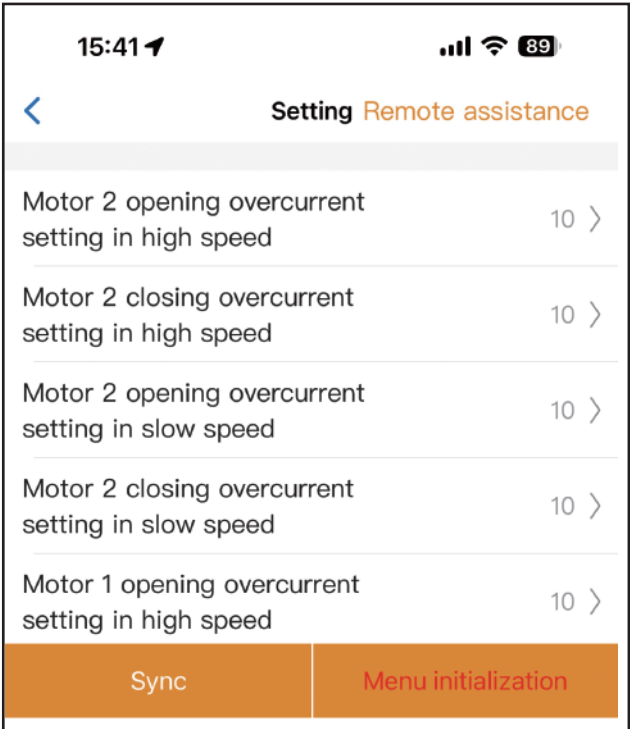 15:41 89
Setting Remote assistance
Motor 2 opening overcurrent
setting in high speed 10
Motor 2 closing overcurrent
setting in high speed 10
Motor 2 opening overcurrent
setting in slow speed 10
Motor 2 closing overcurrent
setting in slow speed 10
Motor 1 opening overcurrent
setting in high speed 10
Sync Menu initialization